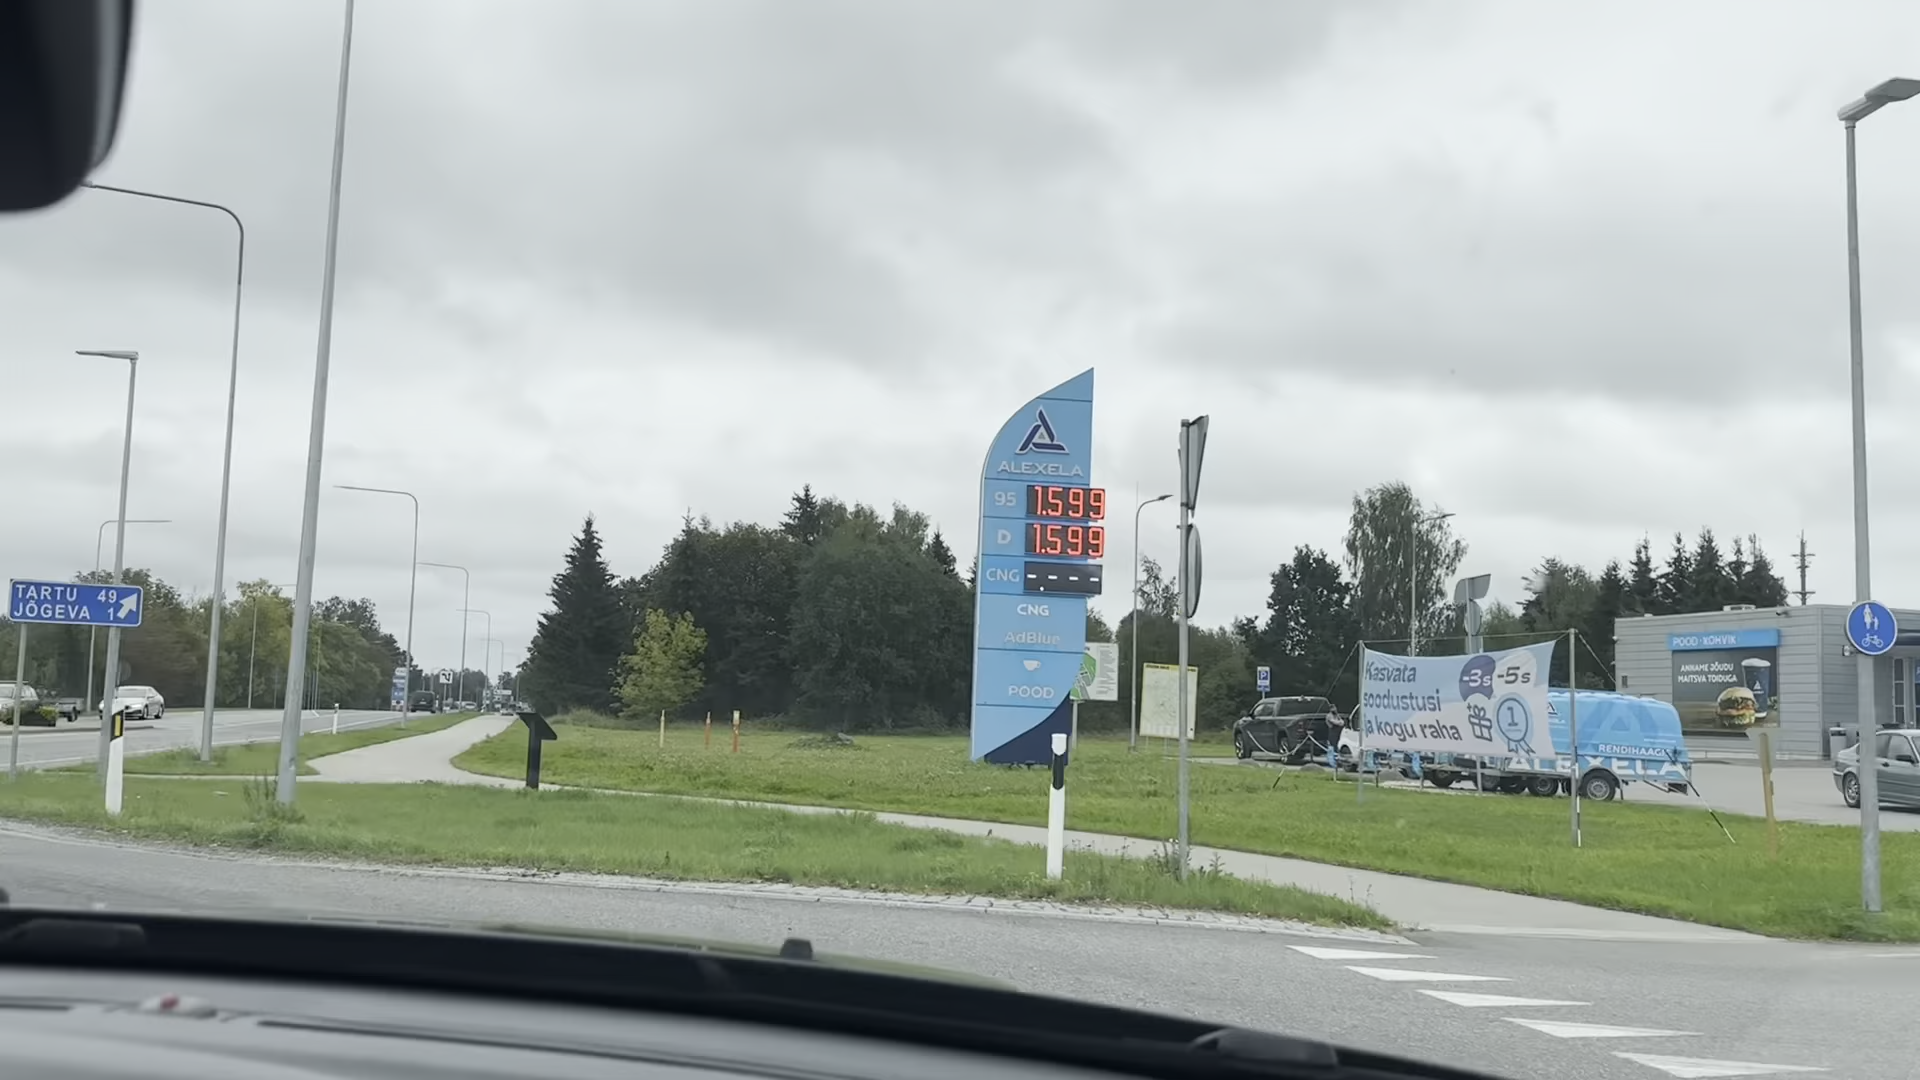 TARTU 49
JÕGEVA 1
ALEXELA
95 1.599
D 1.599
CNG
CNG
AdBlue
POOD
Kasvata
soodustusi
ja kogu raha
-3s -5s
1
POOD · KOHVIK
ANNAME JÕUDU
MAITSVA TOIDUGA
RENDIHAAGIS
ALEXELA
P